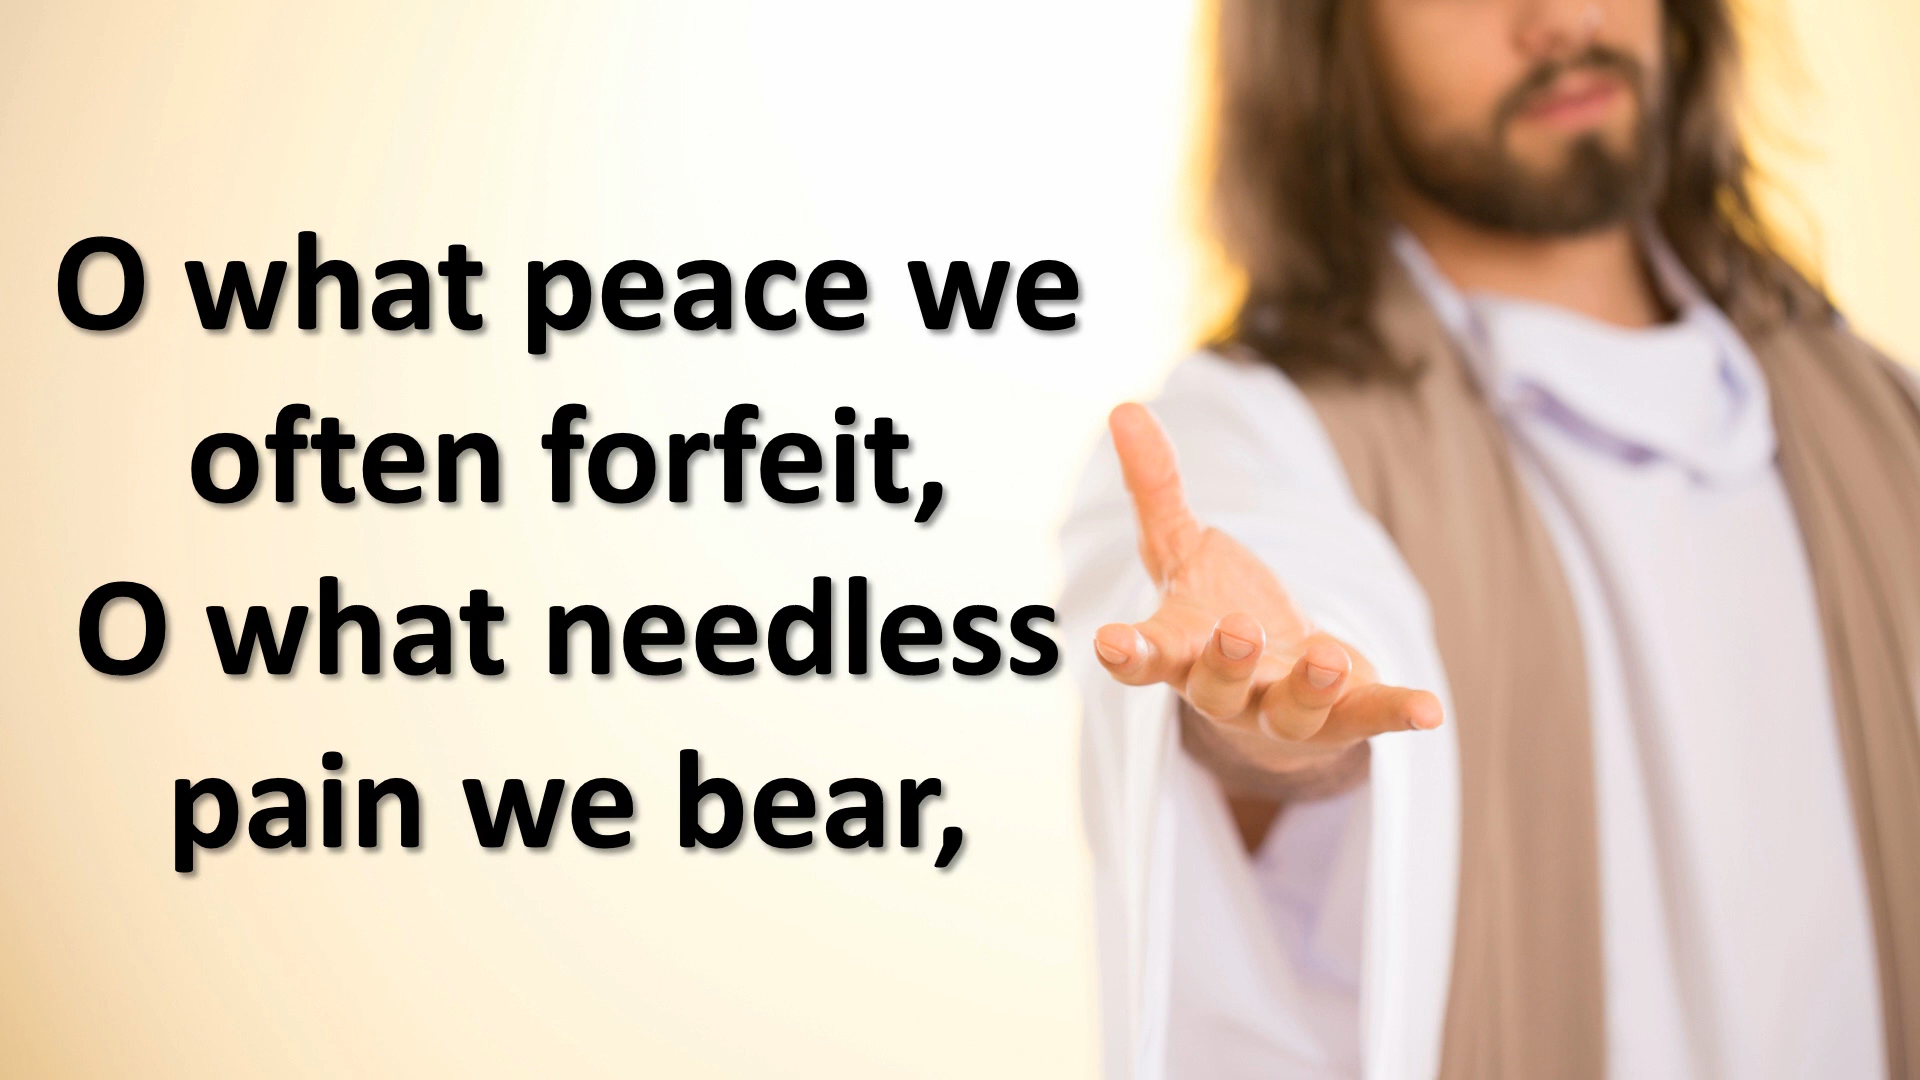 O what peace we
often forfeit,
O what needless
pain we bear,